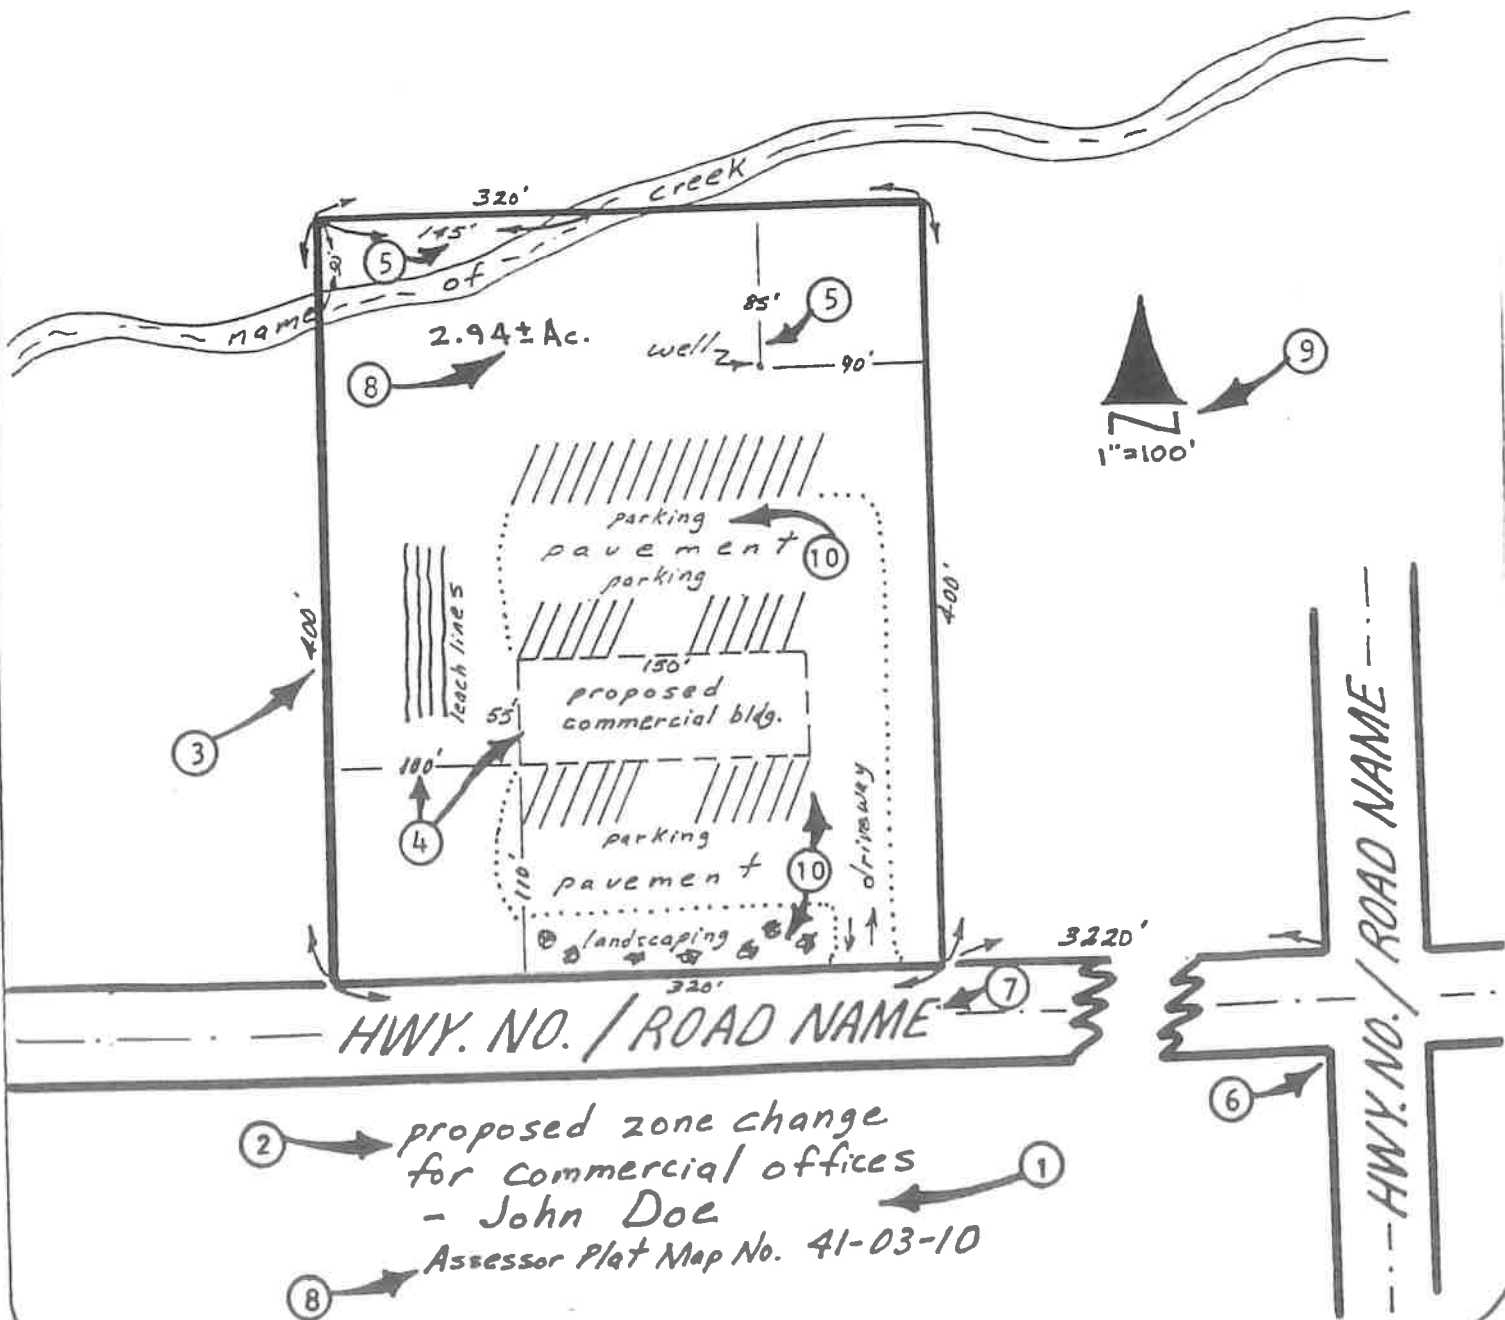 320'
creek
145'
5
of
name
85'
5
2.94± Ac.
well
90'
8
9
N
1"=100'
parking
pavement
10
parking
400'
leach lines
400'
150'
proposed
commercial bldg.
55'
3
100'
4
parking
driveway
110'
pavement
10
landscaping
3220'
320'
7
HWY. NO. / ROAD NAME
HWY. NO. / ROAD NAME
6
2
proposed zone change
for commercial offices
1
- John Doe
Assessor Plat Map No. 41-03-10
8